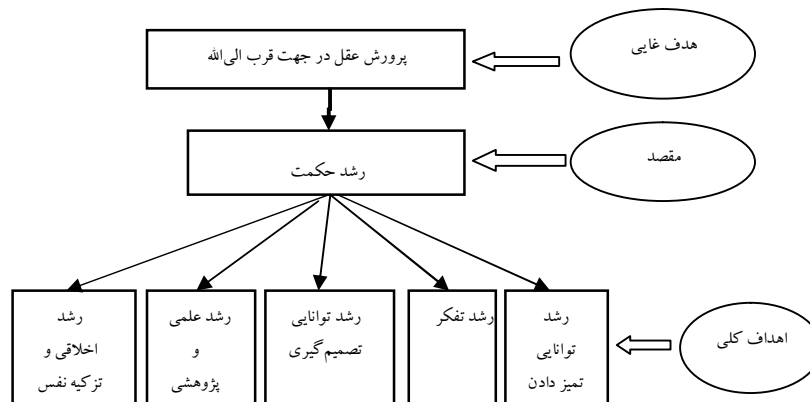 هدف غایی
پرورش عقل در جهت قرب الی‌الله
مقصد
رشد حکمت
اهداف کلی
رشد
توانایی
تمیز دادن
رشد تفکر
رشد توانایی
تصمیم‌گیری
رشد علمی
و
پژوهشی
رشد
اخلاقی و
تزکیه نفس